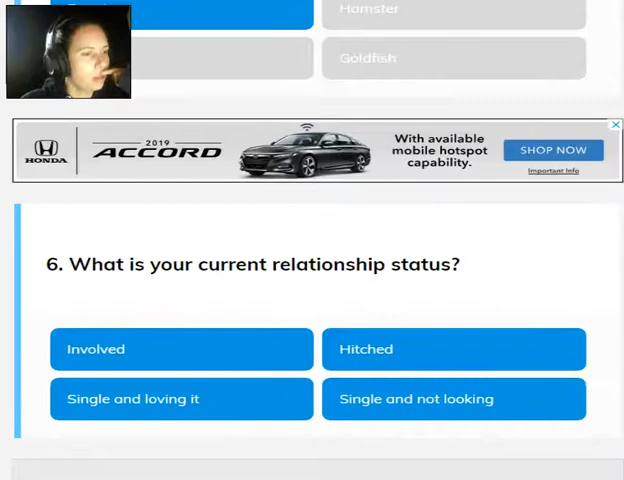 Hamster
Goldfish
HONDA
2019
ACCORD
With available
mobile hotspot
capability.
SHOP NOW
Important Info
6. What is your current relationship status?
Involved
Hitched
Single and loving it
Single and not looking